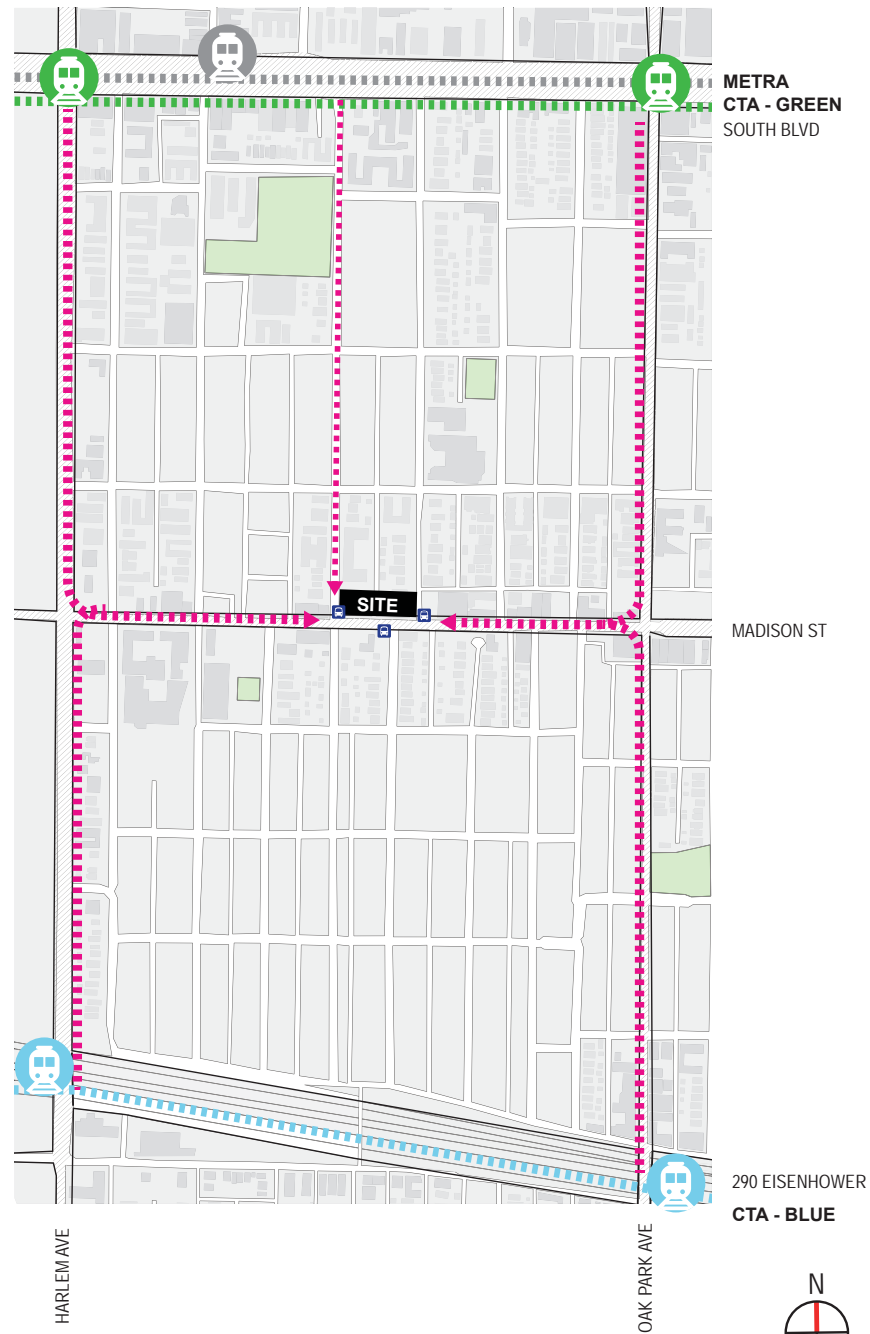 METRA
CTA - GREEN
SOUTH BLVD
SITE
MADISON ST
290 EISENHOWER
CTA - BLUE
HARLEM AVE
OAK PARK AVE
N